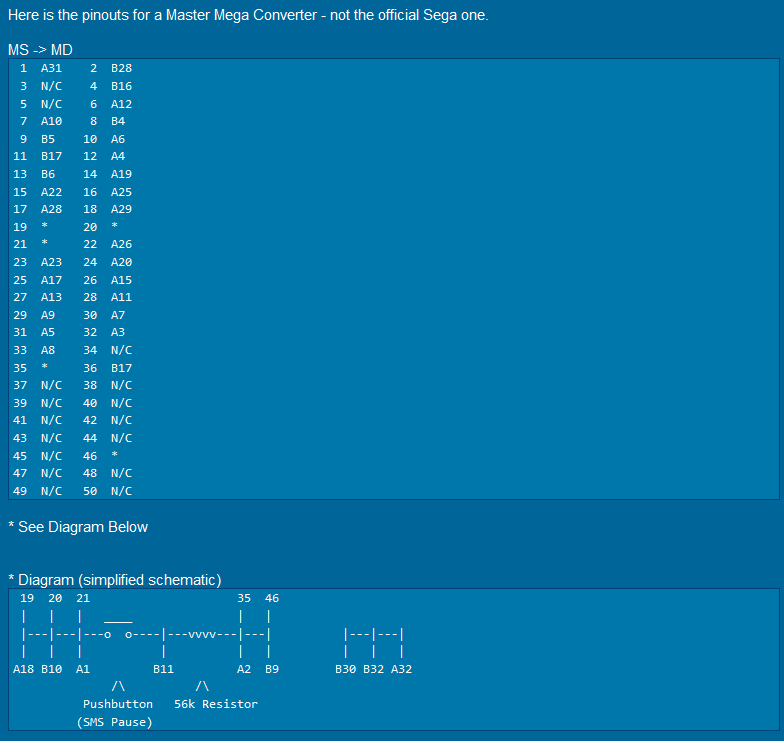 Here is the pinouts for a Master Mega Converter - not the official Sega one.
MS -> MD
1 A31 2 B28
3 N/C 4 B16
5 N/C 6 A12
7 A10 8 B4
9 B5 10 A6
11 B17 12 A4
13 B6 14 A19
15 A22 16 A25
17 A28 18 A29
19 * 20 *
21 * 22 A26
23 A23 24 A20
25 A17 26 A15
27 A13 28 A11
29 A9 30 A7
31 A5 32 A3
33 A8 34 N/C
35 * 36 B17
37 N/C 38 N/C
39 N/C 40 N/C
41 N/C 42 N/C
43 N/C 44 N/C
45 N/C 46 *
47 N/C 48 N/C
49 N/C 50 N/C
* See Diagram Below
* Diagram (simplified schematic)
19 20 21 35 46
| | | ____ | |
|---|---|---o o----|---vvvv---|---| |---|---|
| | | | | | | | |
A18 B10 A1 B11 A2 B9 B30 B32 A32
/\ /\
Pushbutton 56k Resistor
(SMS Pause)